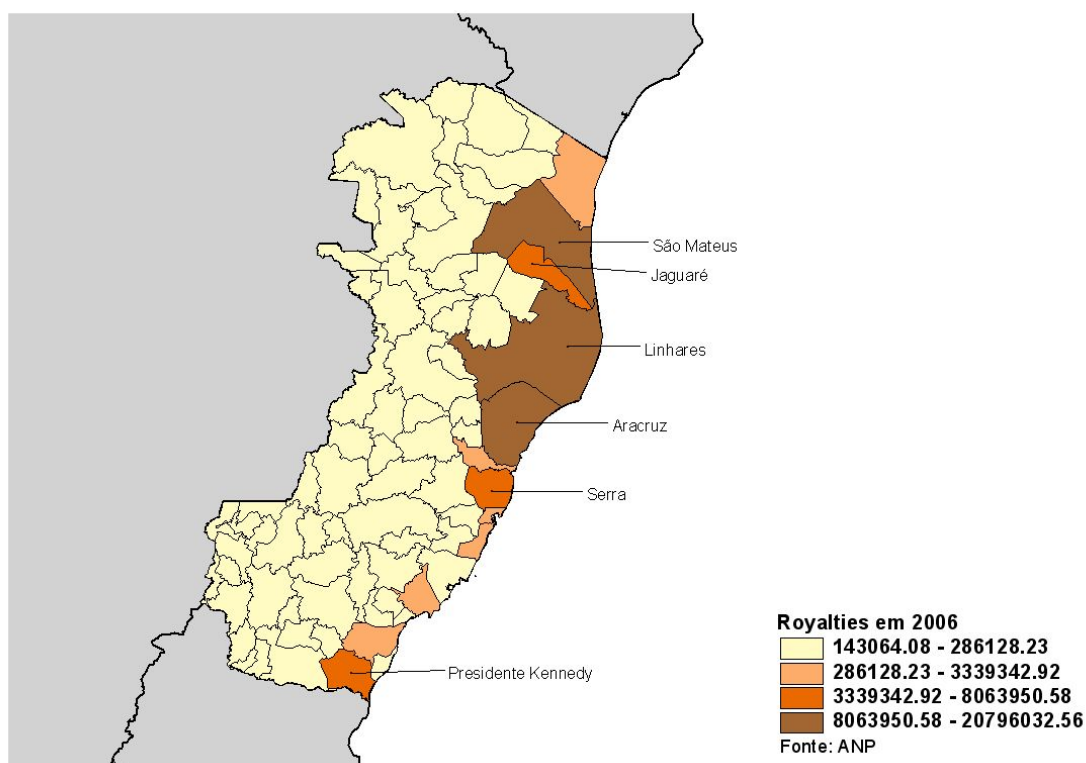 São Mateus
Jaguaré
Linhares
Aracruz
Serra
Presidente Kennedy
Royalties em 2006
143064.08 - 286128.23
286128.23 - 3339342.92
3339342.92 - 8063950.58
8063950.58 - 20796032.56
Fonte: ANP